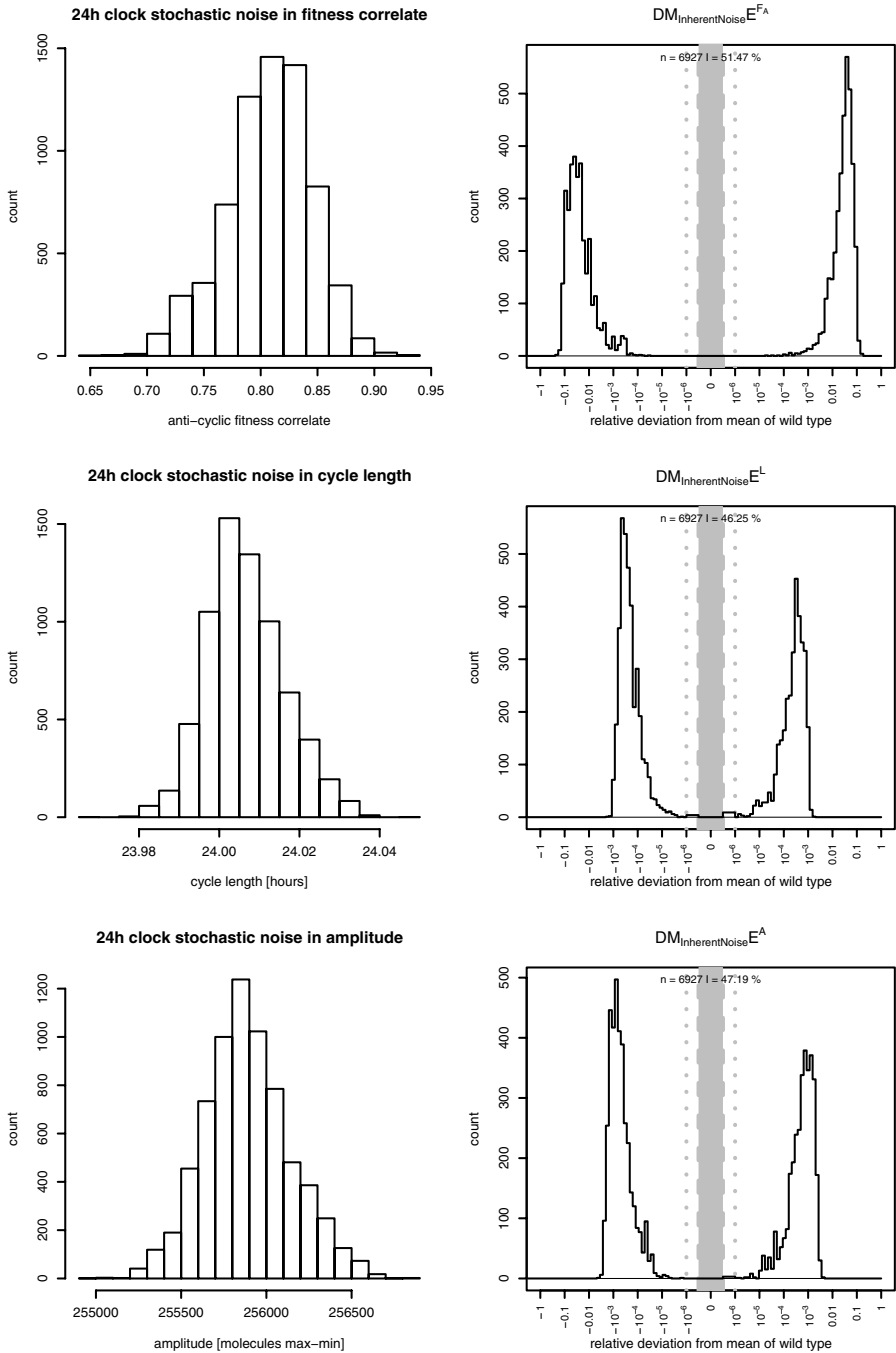 24h clock stochastic noise in fitness correlate
count
0
500
1000
1500
0.65 0.70 0.75 0.80 0.85 0.90 0.95
anti−cyclic fitness correlate
DM_InherentNoise E^F_A
n = 6927 I = 51.47 %
count
0 100 200 300 400 500
−1 −0.1 −0.01 −10^−3 −10^−4 −10^−5 −10^−6 0 10^−6 10^−5 10^−4 10^−3 0.01 0.1 1
relative deviation from mean of wild type
24h clock stochastic noise in cycle length
count
0 500 1000 1500
23.98 24.00 24.02 24.04
cycle length [hours]
DM_InherentNoise E^L
n = 6927 I = 46.25 %
count
0 100 200 300 400 500
−1 −0.1 −0.01 −10^−3 −10^−4 −10^−5 −10^−6 0 10^−6 10^−5 10^−4 10^−3 0.01 0.1 1
relative deviation from mean of wild type
24h clock stochastic noise in amplitude
count
0 200 400 600 800 1000 1200
255000 255500 256000 256500
amplitude [molecules max−min]
DM_InherentNoise E^A
n = 6927 I = 47.19 %
count
0 100 200 300 400 500
−1 −0.1 −0.01 −10^−3 −10^−4 −10^−5 −10^−6 0 10^−6 10^−5 10^−4 10^−3 0.01 0.1 1
relative deviation from mean of wild type